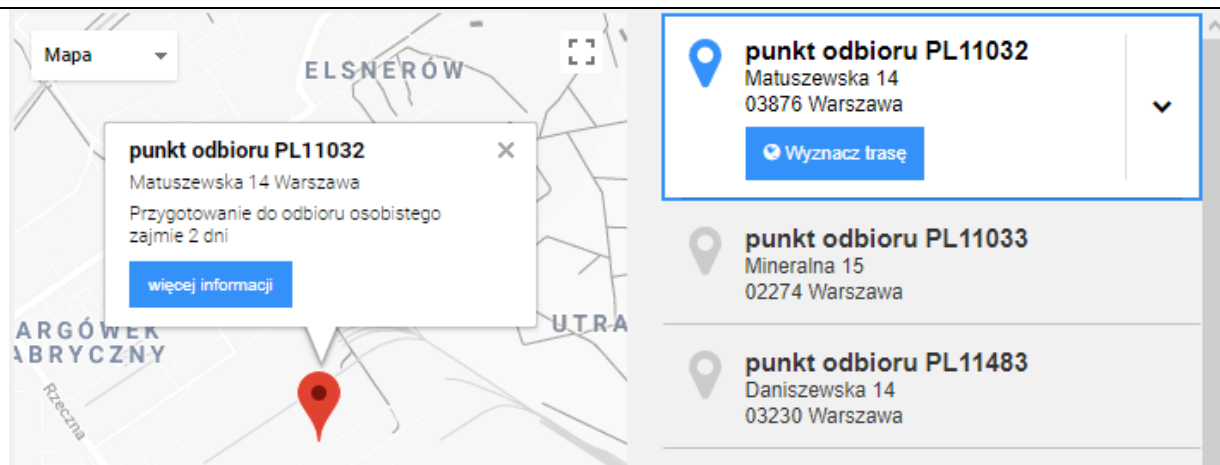 Mapa
ELSNERÓW
punkt odbioru PL11032
Matuszewska 14 Warszawa
Przygotowanie do odbioru osobistego
zajmie 2 dni
więcej informacji
ARGÓWEK
ABRYCZNY
UTRA
Rzeczna
punkt odbioru PL11032
Matuszewska 14
03876 Warszawa
Wyznacz trasę
punkt odbioru PL11033
Mineralna 15
02274 Warszawa
punkt odbioru PL11483
Daniszewska 14
03230 Warszawa